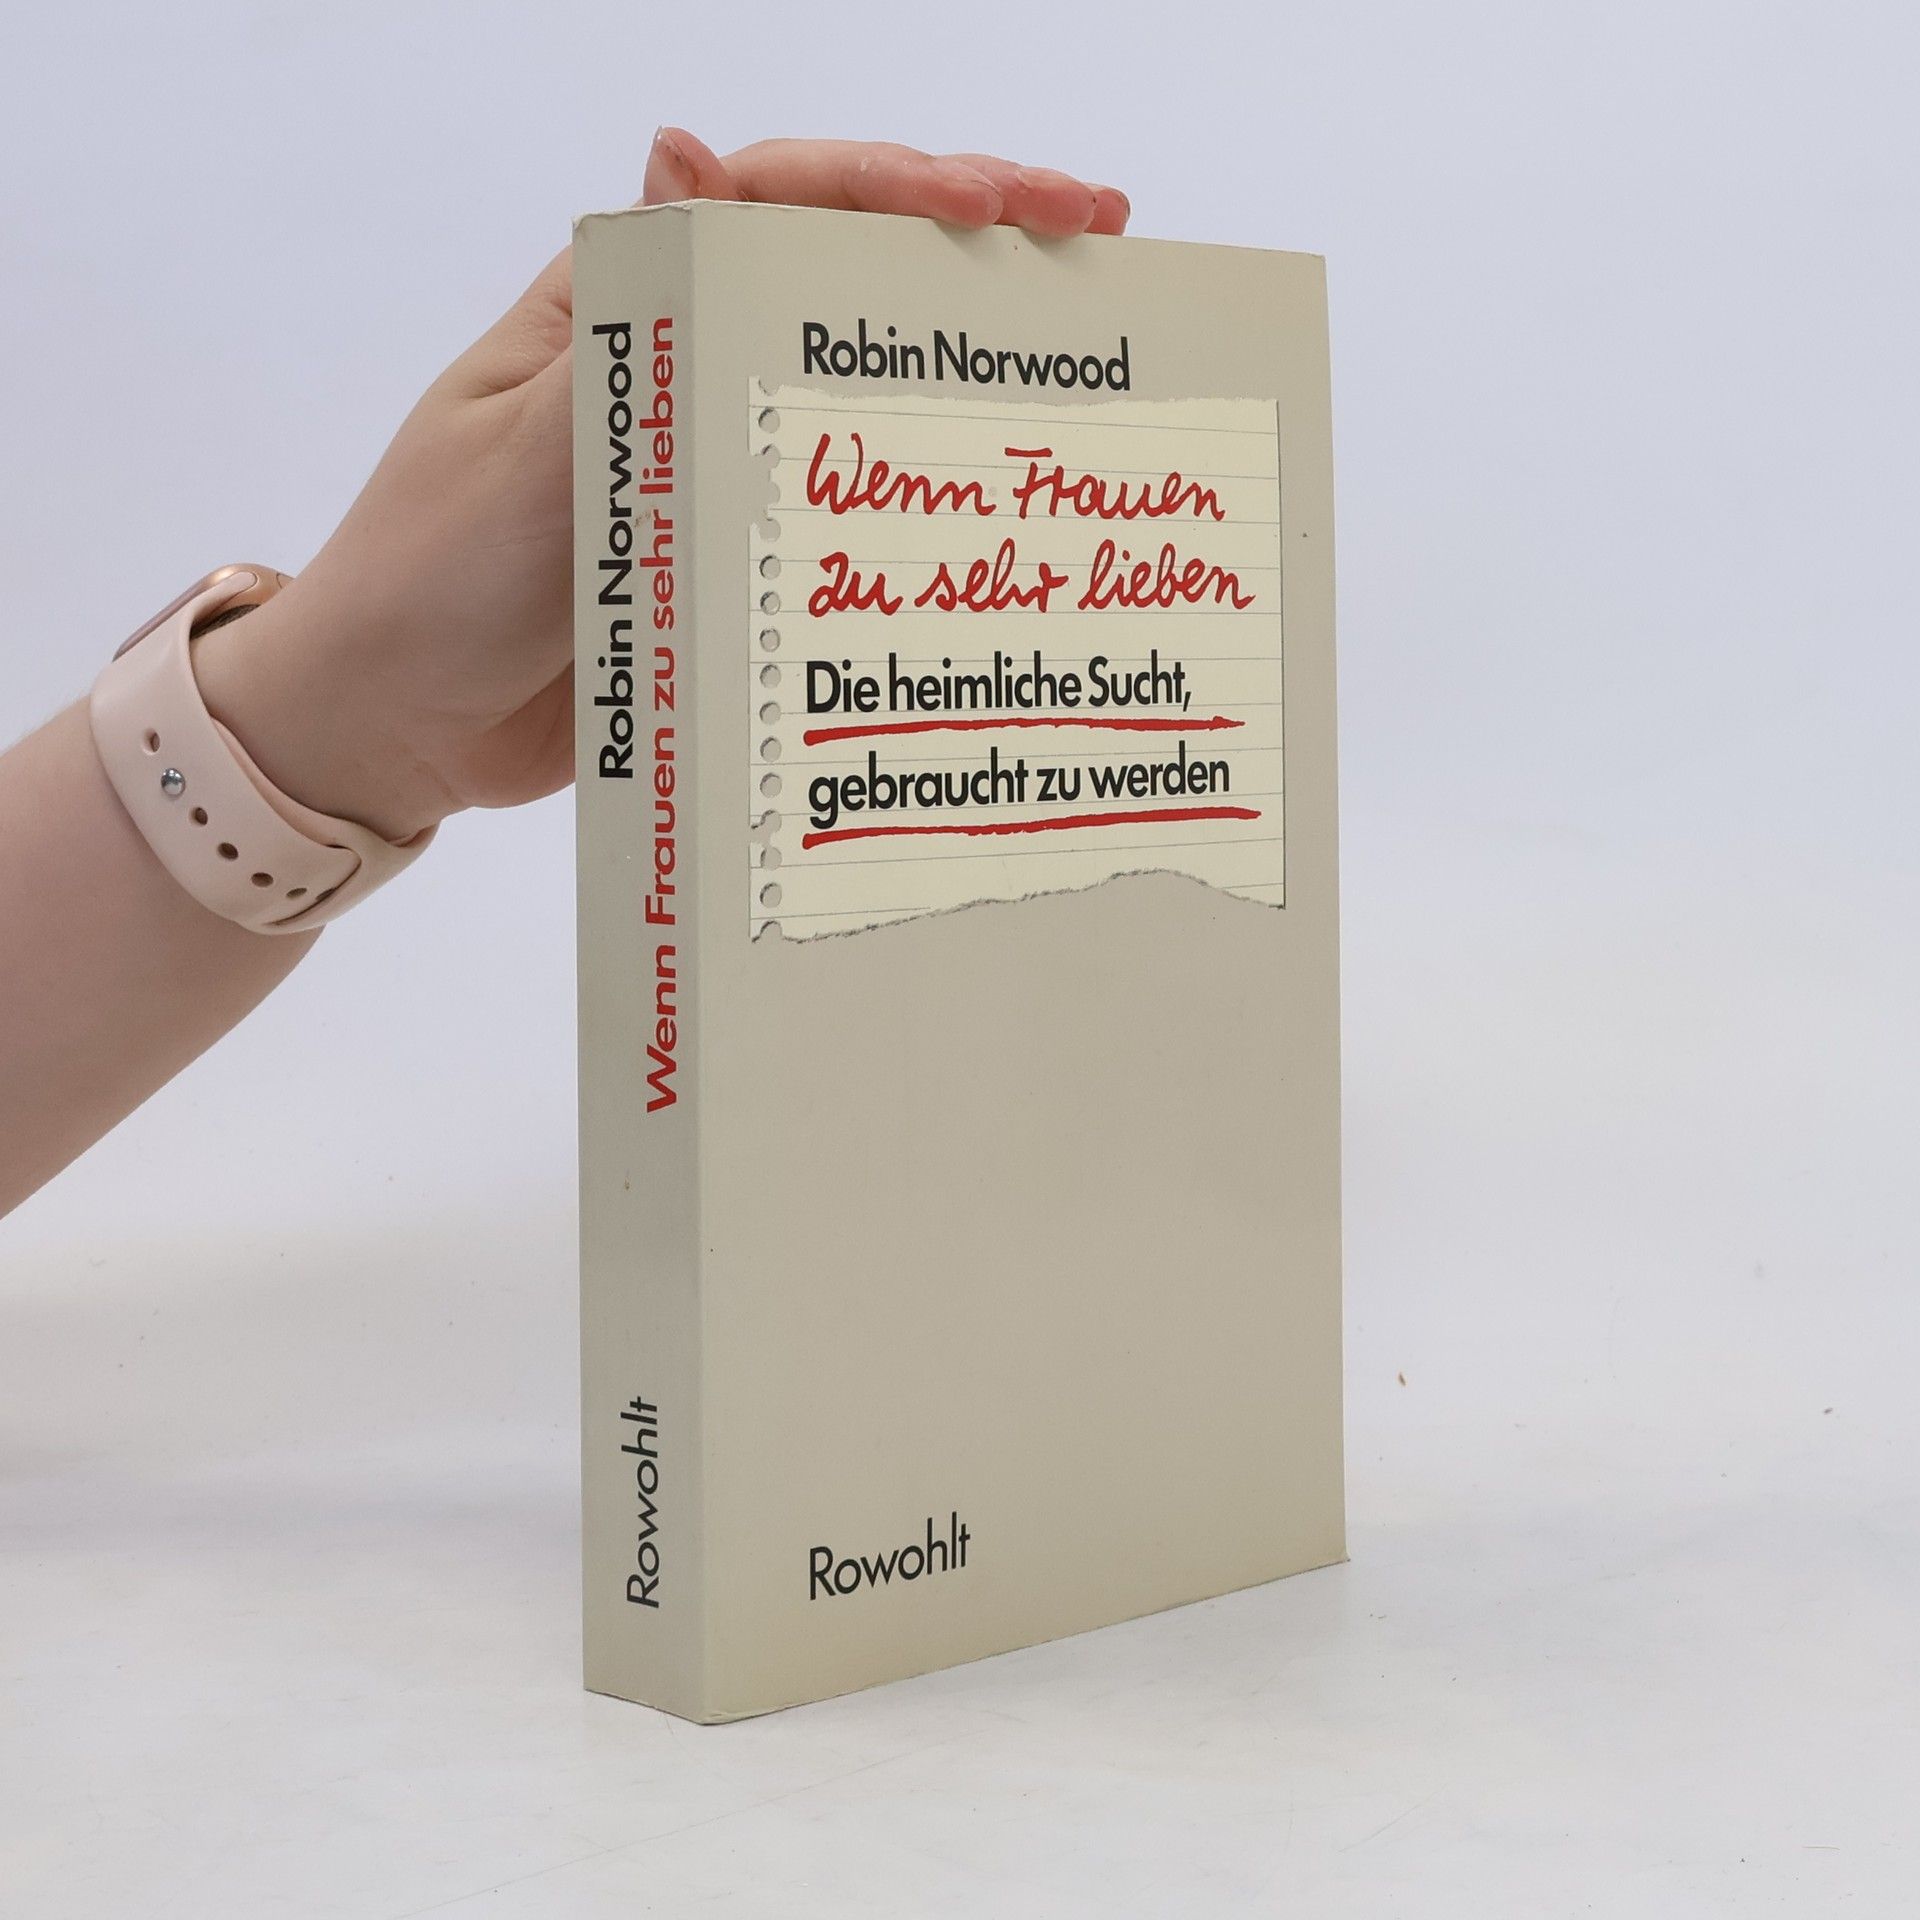 Robin Norwood
Wenn Frauen zu sehr lieben
Rowohlt
Robin Norwood
Wenn Frauen
zu sehr lieben
Die heimliche Sucht,
gebraucht zu werden
Rowohlt